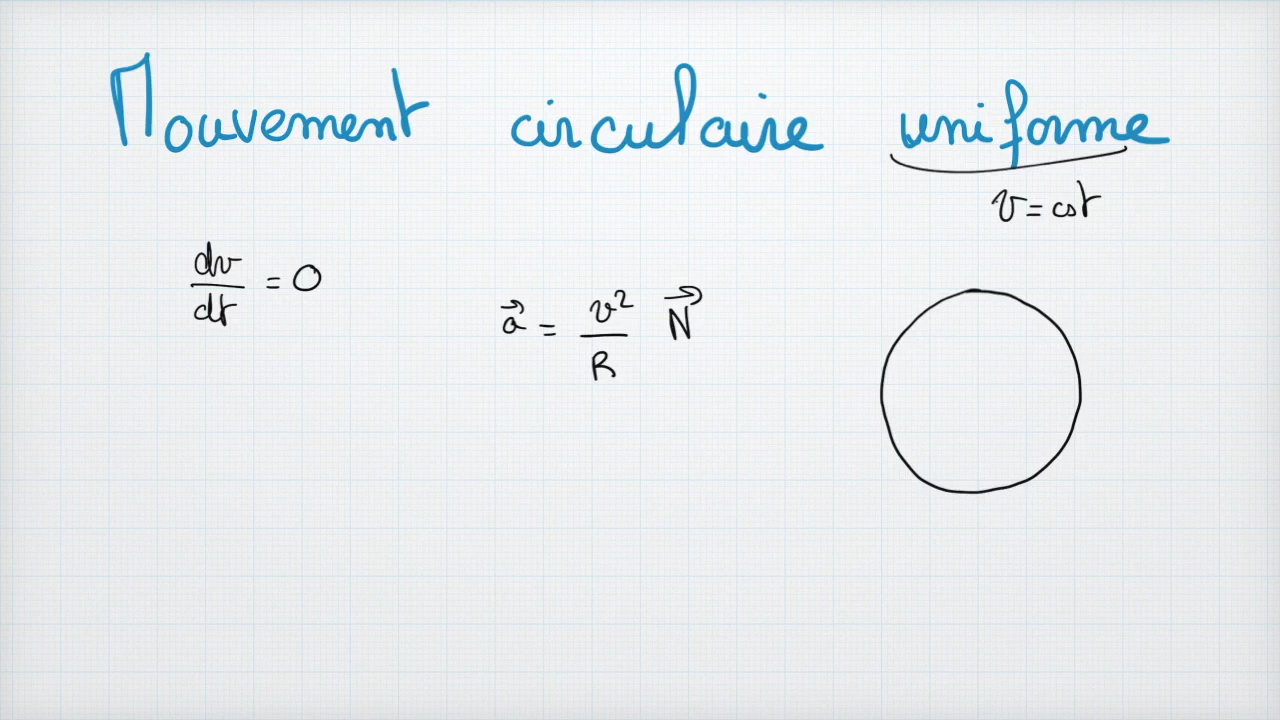 Mouvement circulaire uniforme
v = cst
dv/dt = 0
a⃗ = v²/R N⃗